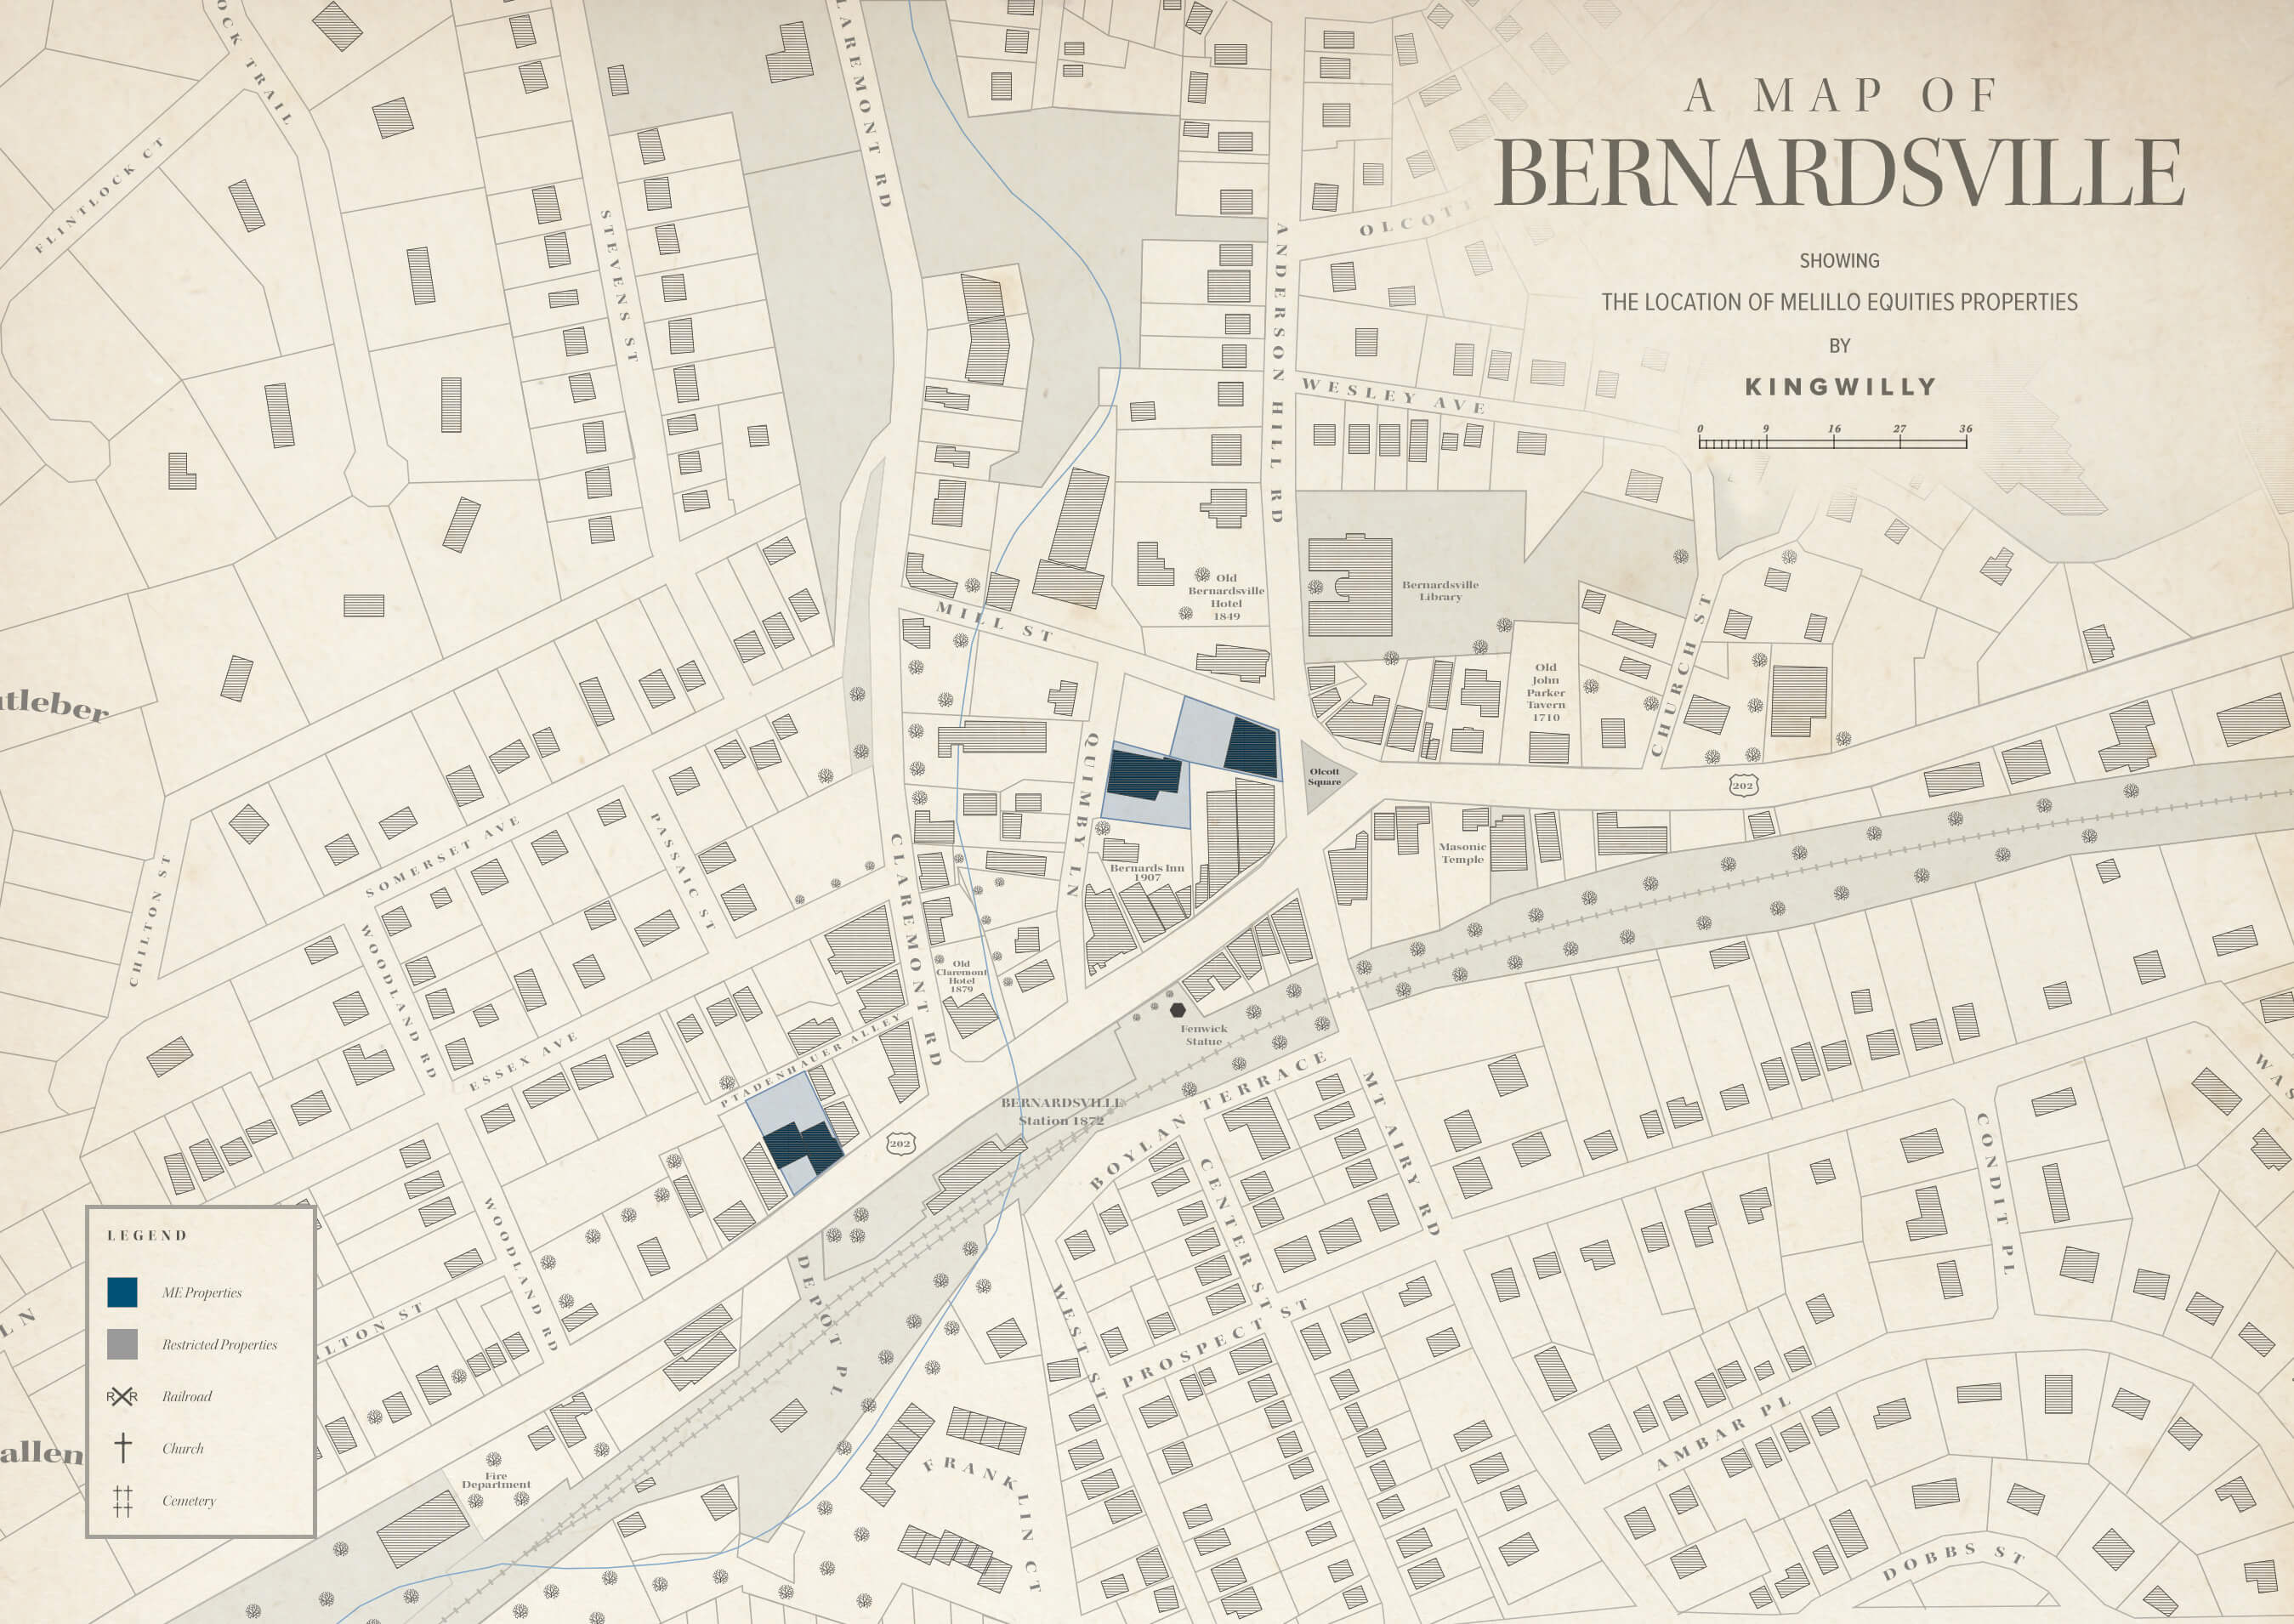 A MAP OF
BERNARDSVILLE
SHOWING
THE LOCATION OF MELILLO EQUITIES PROPERTIES
BY
KINGWILLY
0 9 16 27 36
OCK TRAIL
FLINTLOCK CT
STEVENS ST
LAREMONT RD
ANDERSON HILL RD
OLCOTT
WESLEY AVE
Bernardsville
Library
Old
Bernardsville
Hotel
1849
MILL ST
Old
John
Parker
Tavern
1710
CHURCH ST
tleber
QUIMBY LN
Olcott
Square
202
Masonic
Temple
CHILTON ST
SOMERSET AVE
PASSAIC ST
CLAREMONT RD
Bernards Inn
1907
WOODLAND RD
ESSEX AVE
Old
Claremont
Hotel
1879
PTADENHAUER ALLEY
Fenwick
Statue
BERNARDSVILLE
Station 1872
202
BOYLAN TERRACE
MT AIRY RD
CENTER ST
CONDIT PL
WA
WOODLAND RD
DEPOT PL
WEST ST
PROSPECT ST
LN
LTON ST
AMBAR PL
allen
Fire
Department
FRANKLIN CT
DOBBS ST
LEGEND
ME Properties
Restricted Properties
RXR Railroad
Church
Cemetery